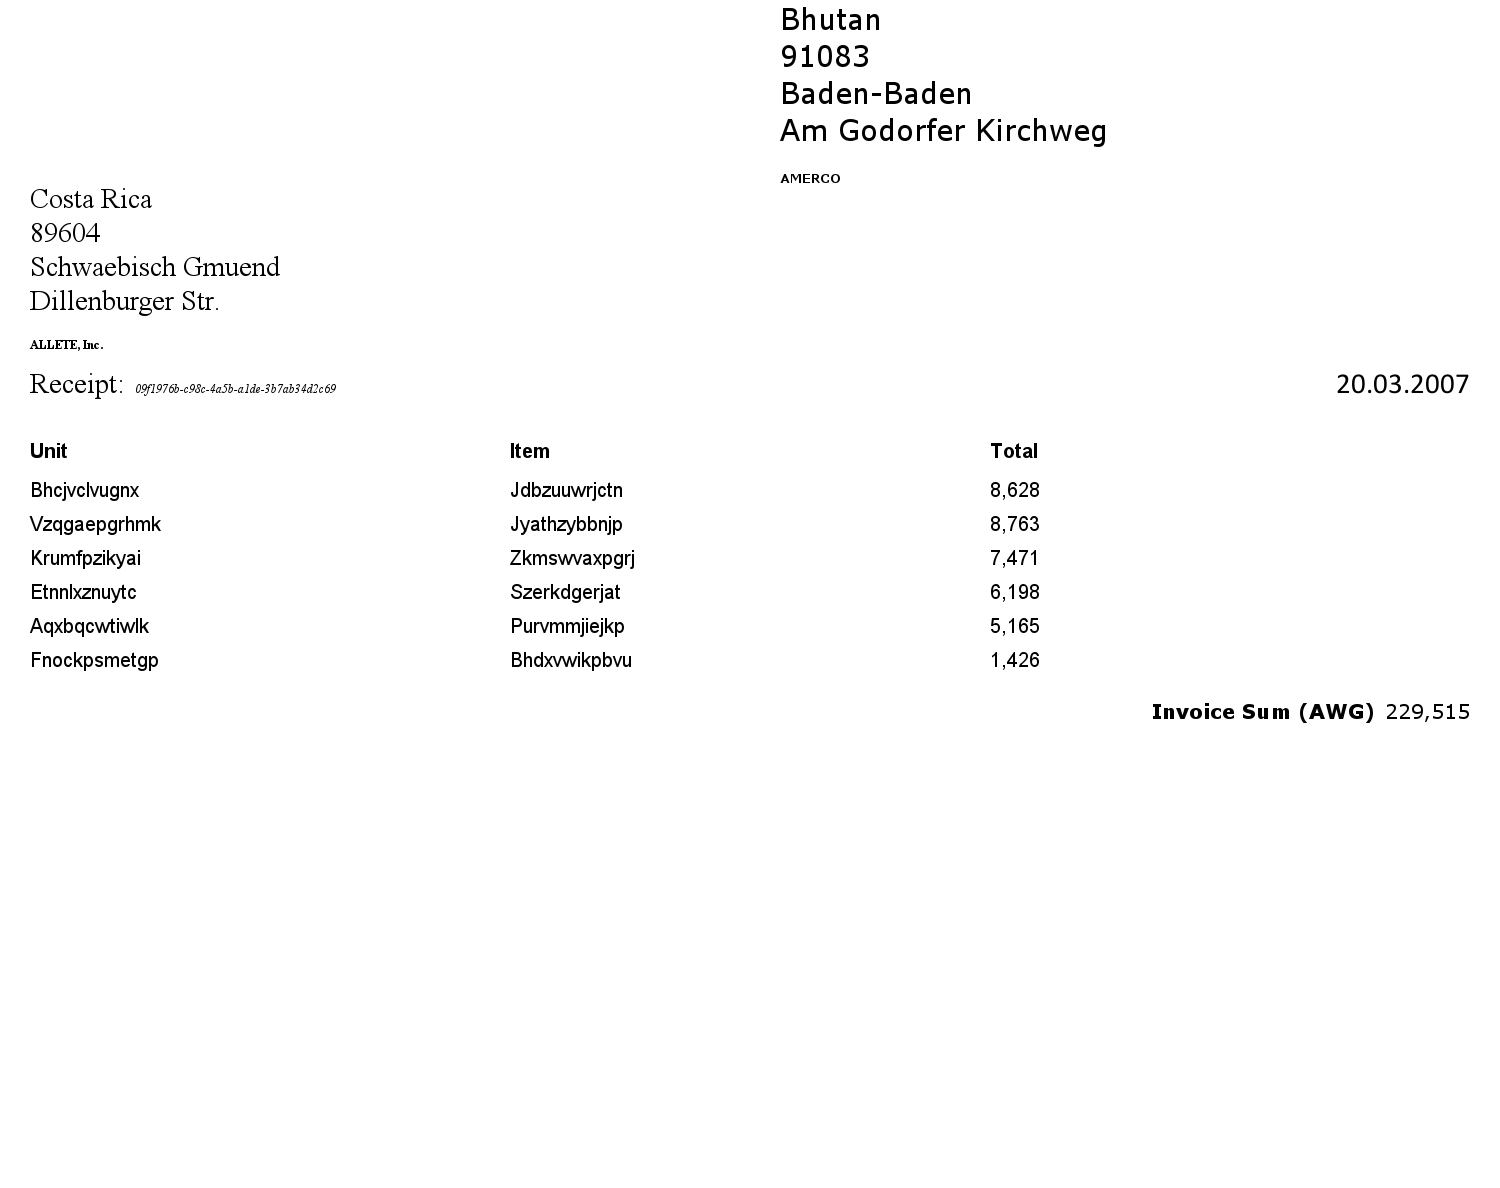 Bhutan
91083
Baden-Baden
Am Godorfer Kirchweg
AMERCO
Costa Rica
89604
Schwaebisch Gmuend
Dillenburger Str.
ALLETE, Inc.
Receipt: 09f1976b-c98c-4a5b-a1de-3b7ab34d2c69 20.03.2007
Unit Item Total
Bhcjvclvugnx Jdbzuuwrjctn 8,628
Vzqgaepgrhmk Jyathzybbnjp 8,763
Krumfpzikyai Zkmswvaxpgrj 7,471
Etnnlxznuytc Szerkdgerjat 6,198
Aqxbqcwtiwlk Purvmmjiejkp 5,165
Fnockpsmetgp Bhdxvwikpbvu 1,426
Invoice Sum (AWG) 229,515